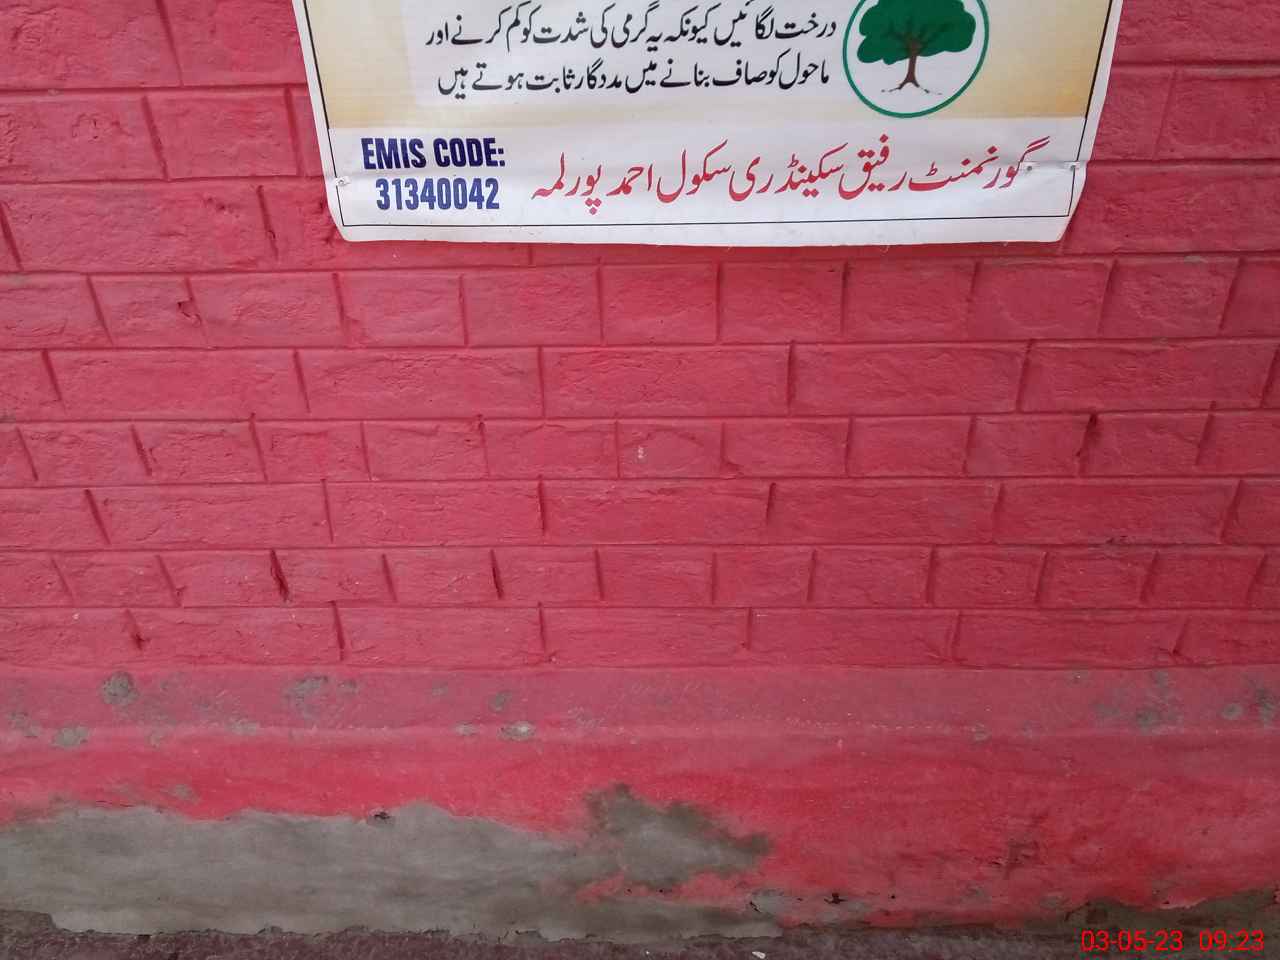 درخت لگائیں کیونکہ یہ گرمی کی شدت کو کم کرنے اور
ماحول کو صاف بنانے میں مددگار ثابت ہوتے ہیں
گورنمنٹ رفیق سکینڈری سکول احمد پور لمہ
EMIS CODE:
31340042
03-05-23 09:23